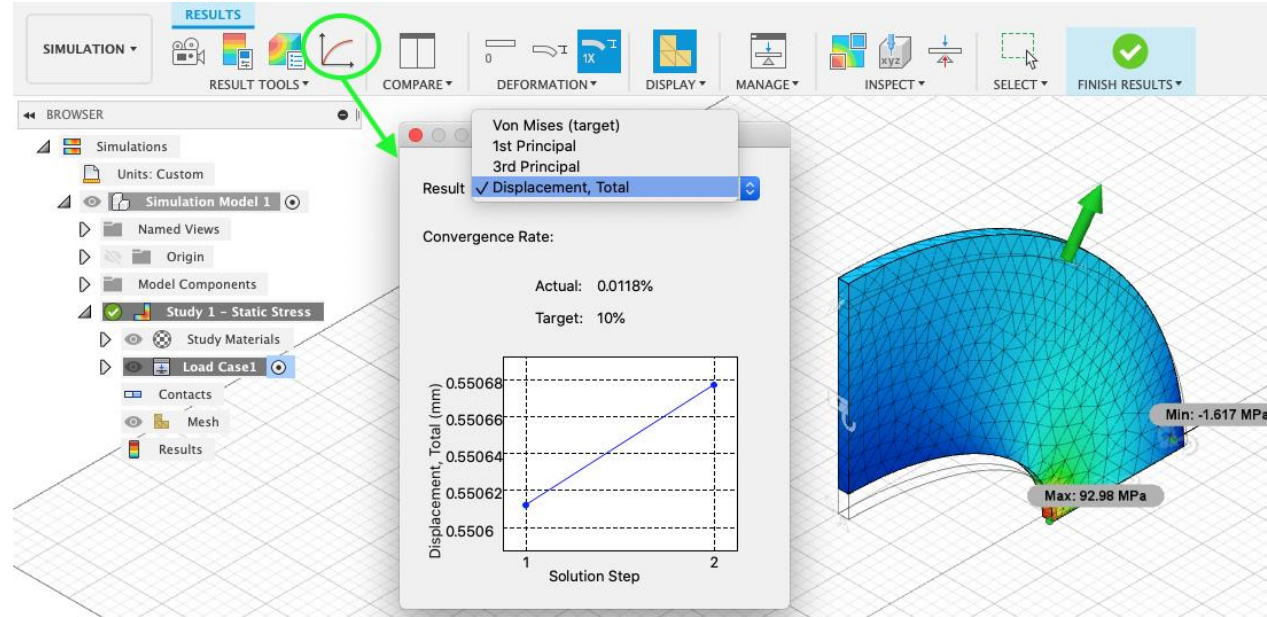 RESULTS
SIMULATION ▾
0
1X
xyz
RESULT TOOLS ▾
COMPARE ▾
DEFORMATION ▾
DISPLAY ▾
MANAGE ▾
INSPECT ▾
SELECT ▾
FINISH RESULTS ▾
BROWSER
Simulations
Units: Custom
Simulation Model 1
Named Views
Origin
Model Components
Study 1 - Static Stress
Study Materials
Load Case1
Contacts
Mesh
Results
Von Mises (target)
1st Principal
3rd Principal
Result ✓ Displacement, Total
Convergence Rate:
Actual: 0.0118%
Target: 10%
Displacement, Total (mm)
0.55068
0.55066
0.55064
0.55062
0.5506
1 2
Solution Step
Min: -1.617 MPa
Max: 92.98 MPa